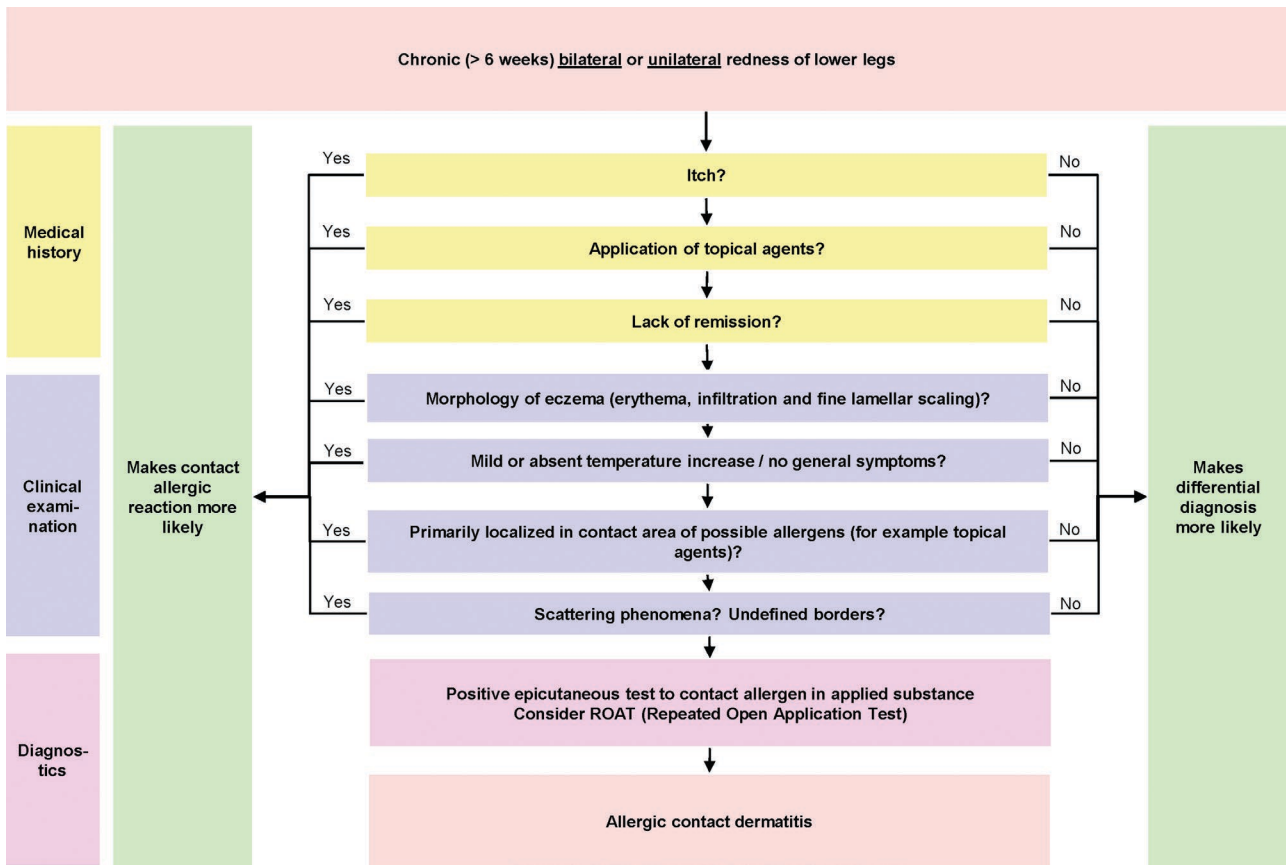 Chronic (> 6 weeks) bilateral or unilateral redness of lower legs
Medical
history
Yes
Itch?
No
Yes
Application of topical agents?
No
Yes
Lack of remission?
No
Clinical
exami-
nation
Makes contact
allergic
reaction more
likely
Yes
Morphology of eczema (erythema, infiltration and fine lamellar scaling)?
No
Yes
Mild or absent temperature increase / no general symptoms?
No
Yes
Primarily localized in contact area of possible allergens (for example topical
agents)?
No
Yes
Scattering phenomena? Undefined borders?
No
Makes
differential
diagnosis
more likely
Diagnos-
tics
Positive epicutaneous test to contact allergen in applied substance
Consider ROAT (Repeated Open Application Test)
Allergic contact dermatitis